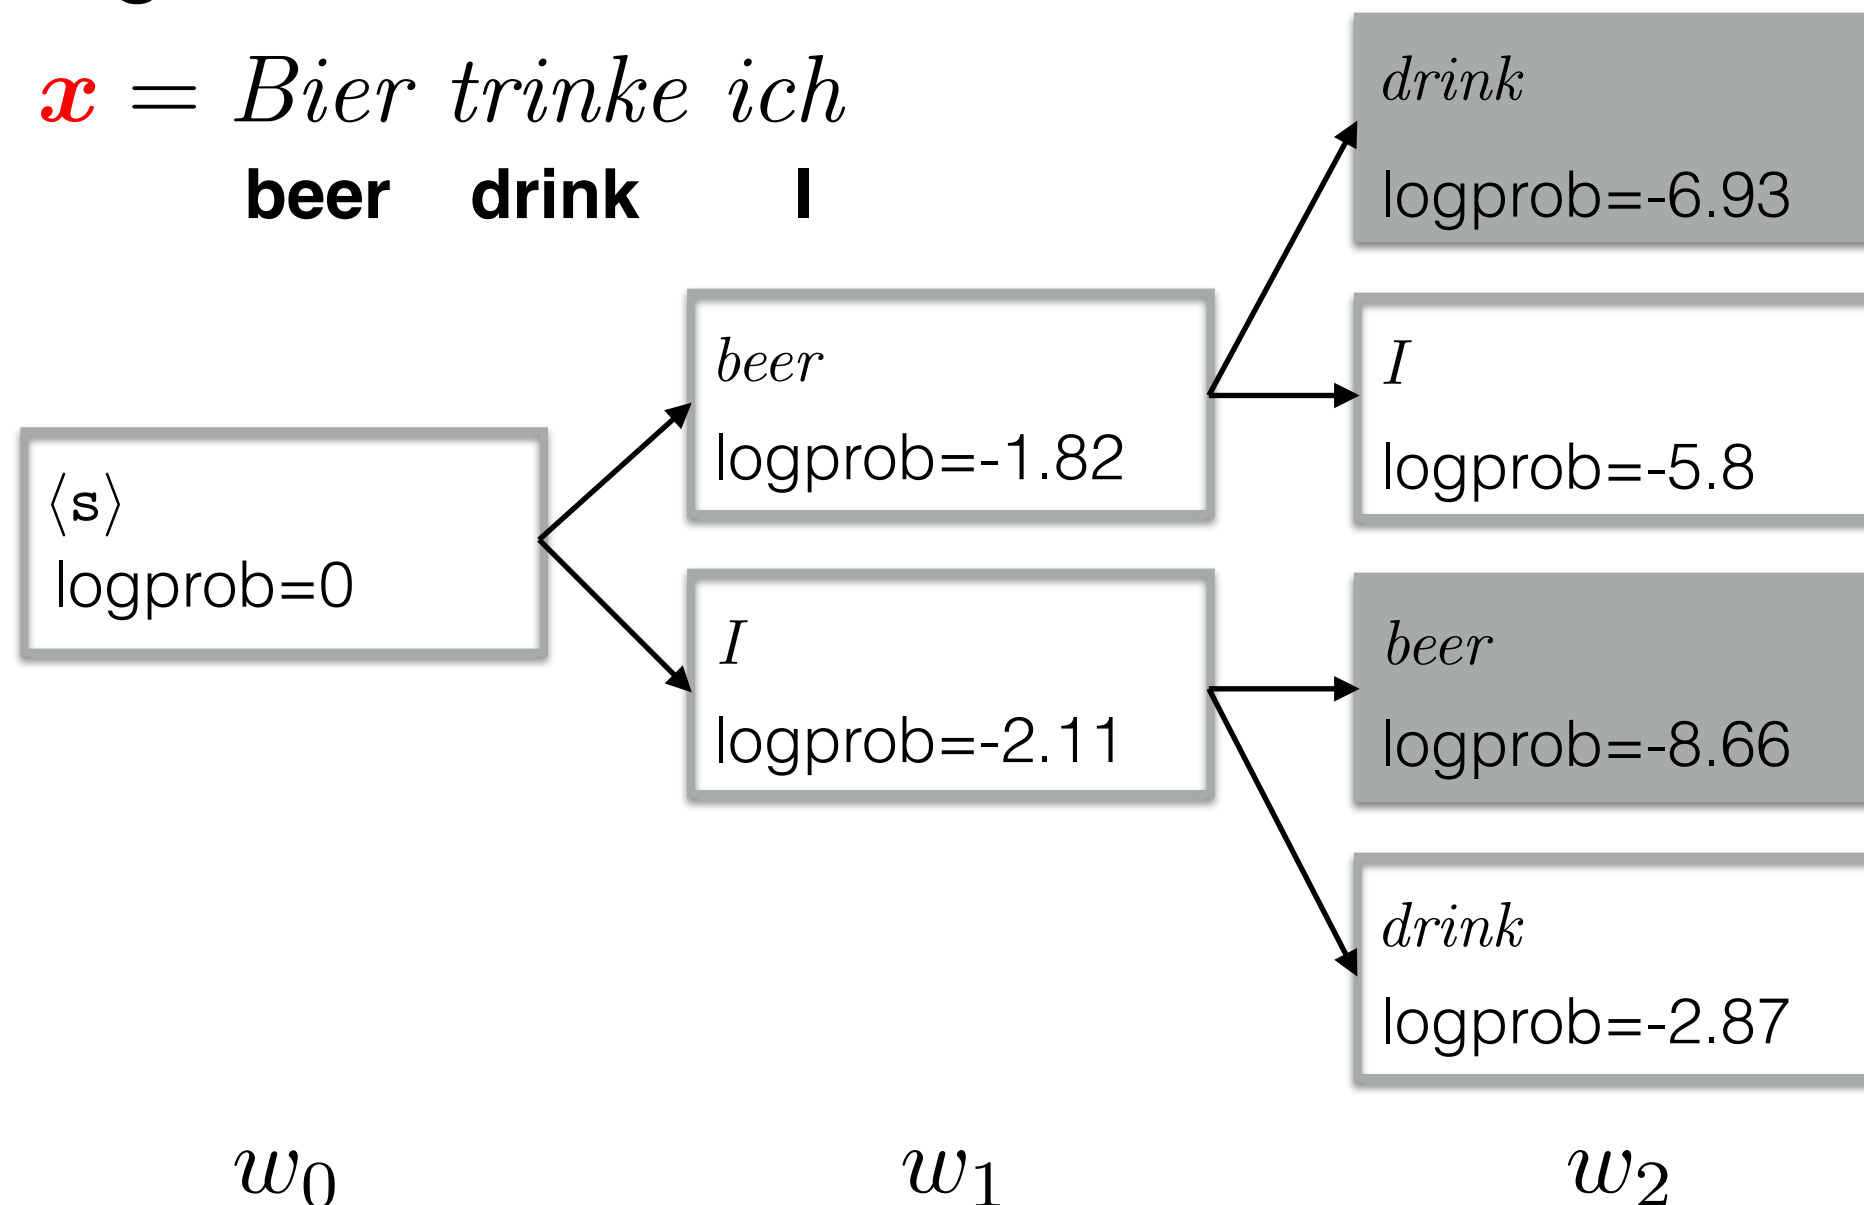 x = Bier trinke ich
beer drink I
⟨s⟩
logprob=0
beer
logprob=-1.82
I
logprob=-2.11
drink
logprob=-6.93
I
logprob=-5.8
beer
logprob=-8.66
drink
logprob=-2.87
w₀ w₁ w₂